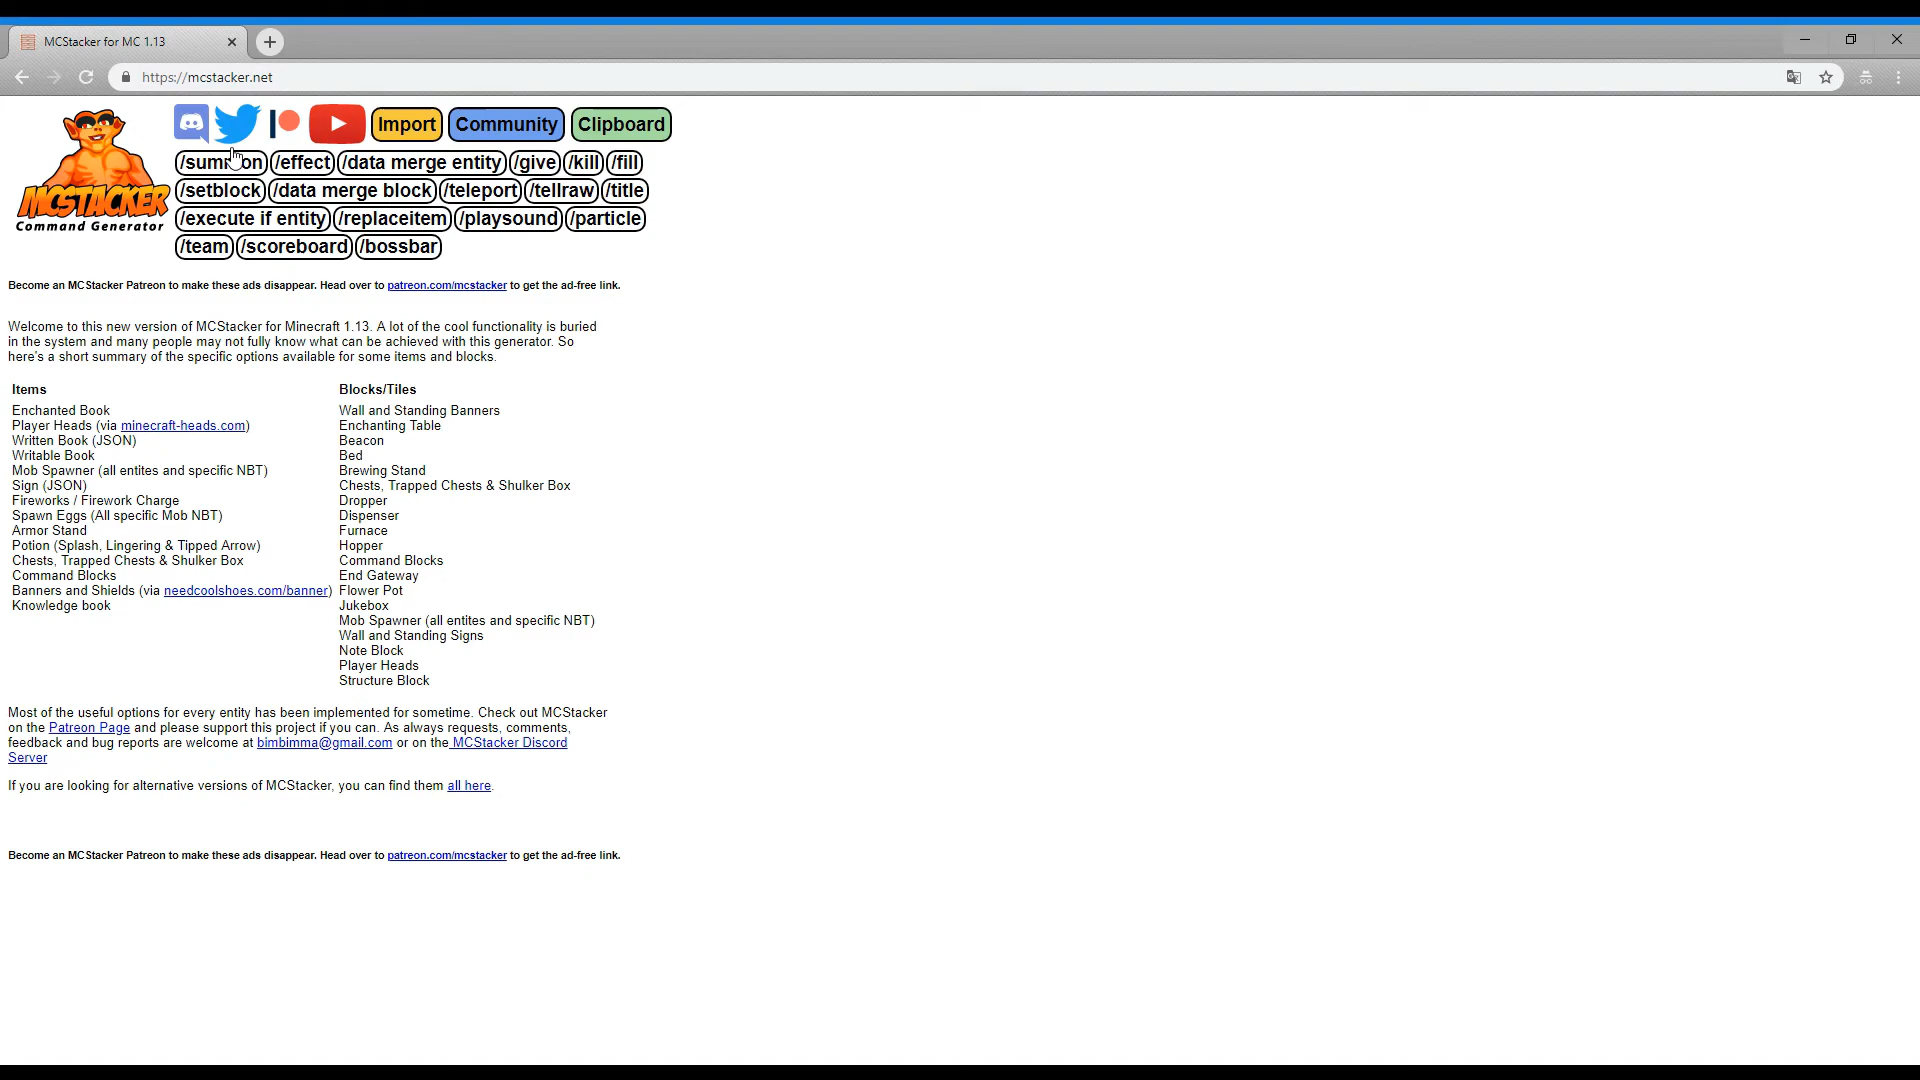 MCStacker for MC 1.13
https://mcstacker.net
MCSTACKER
Command Generator
Import Community Clipboard
/summon /effect /data merge entity /give /kill /fill
/setblock /data merge block /teleport /tellraw /title
/execute if entity /replaceitem /playsound /particle
/team /scoreboard /bossbar
Become an MCStacker Patreon to make these ads disappear. Head over to patreon.com/mcstacker to get the ad-free link.
Welcome to this new version of MCStacker for Minecraft 1.13. A lot of the cool functionality is buried
in the system and many people may not fully know what can be achieved with this generator. So
here's a short summary of the specific options available for some items and blocks.
Items
Enchanted Book
Player Heads (via minecraft-heads.com)
Written Book (JSON)
Writable Book
Mob Spawner (all entites and specific NBT)
Sign (JSON)
Fireworks / Firework Charge
Spawn Eggs (All specific Mob NBT)
Armor Stand
Potion (Splash, Lingering & Tipped Arrow)
Chests, Trapped Chests & Shulker Box
Command Blocks
Banners and Shields (via needcoolshoes.com/banner)
Knowledge book
Blocks/Tiles
Wall and Standing Banners
Enchanting Table
Beacon
Bed
Brewing Stand
Chests, Trapped Chests & Shulker Box
Dropper
Dispenser
Furnace
Hopper
Command Blocks
End Gateway
Flower Pot
Jukebox
Mob Spawner (all entites and specific NBT)
Wall and Standing Signs
Note Block
Player Heads
Structure Block
Most of the useful options for every entity has been implemented for sometime. Check out MCStacker
on the Patreon Page and please support this project if you can. As always requests, comments,
feedback and bug reports are welcome at bimbimma@gmail.com or on the MCStacker Discord
Server
If you are looking for alternative versions of MCStacker, you can find them all here.
Become an MCStacker Patreon to make these ads disappear. Head over to patreon.com/mcstacker to get the ad-free link.